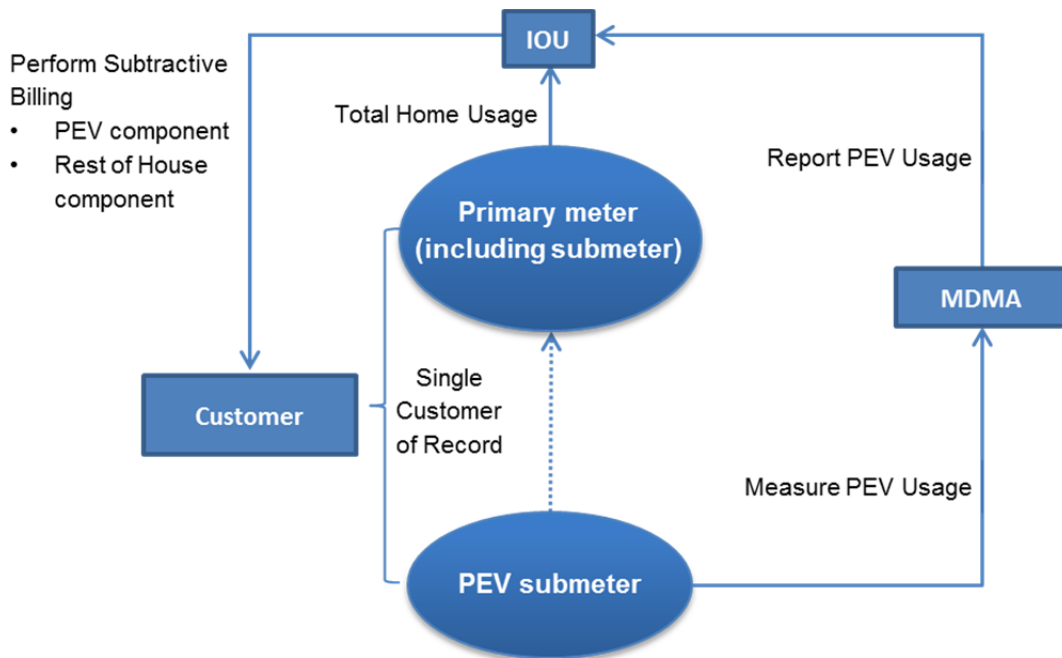 IOU
Perform Subtractive
Billing
• PEV component
• Rest of House
component
Total Home Usage
Report PEV Usage
Primary meter
(including submeter)
MDMA
Customer
Single
Customer
of Record
Measure PEV Usage
PEV submeter